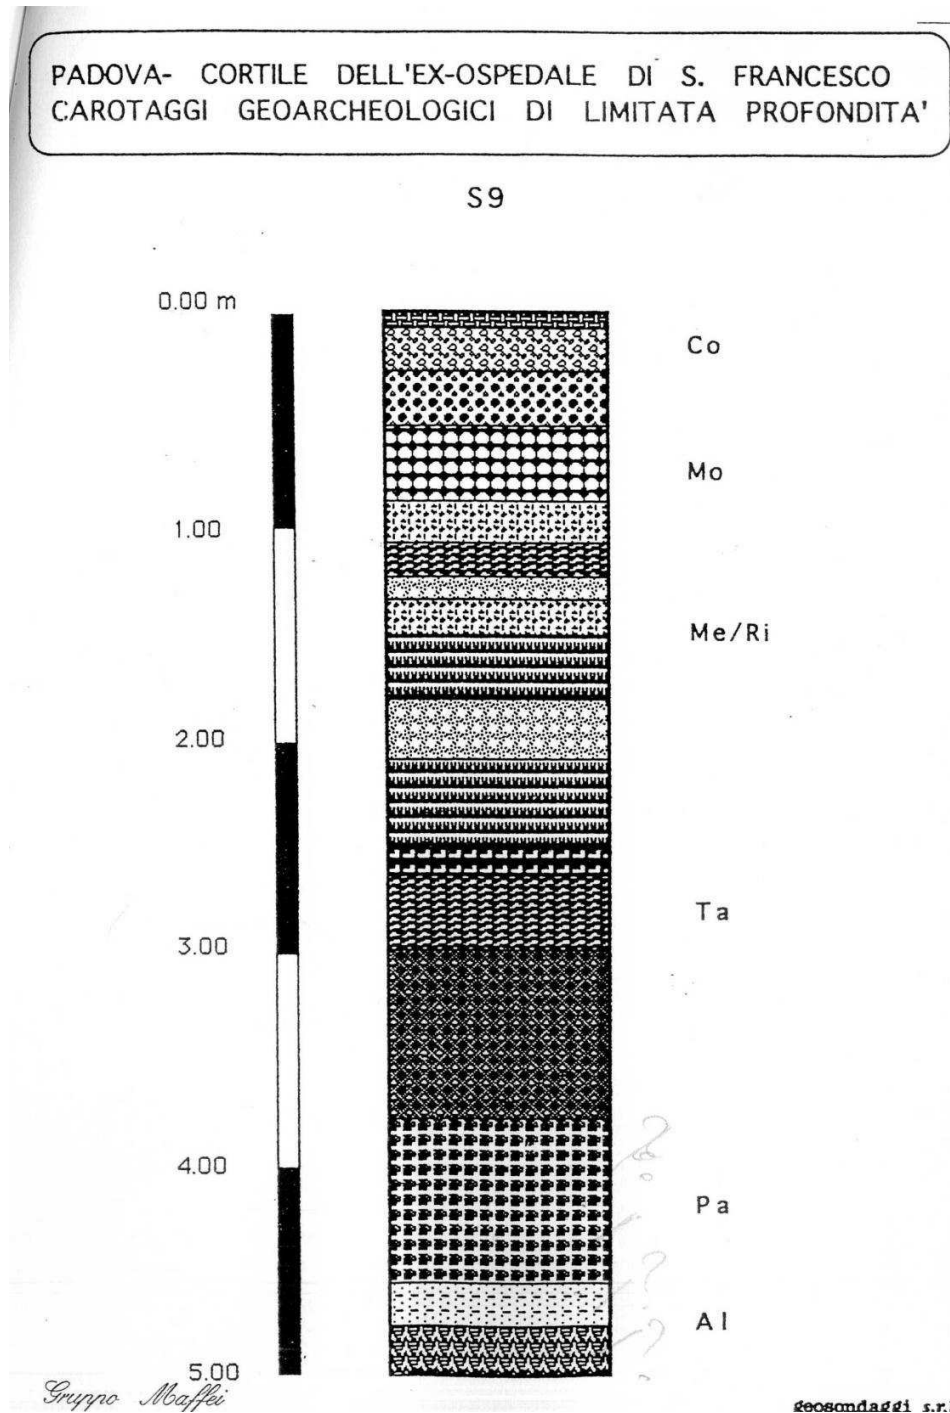 PADOVA- CORTILE DELL'EX-OSPEDALE DI S. FRANCESCO
CAROTAGGI GEOARCHEOLOGICI DI LIMITATA PROFONDITA'
S9
0.00 m
Co
Mo
1.00
Me/Ri
2.00
Ta
3.00
4.00
Pa
Al
5.00
Gruppo Maffei
geosondaggi s.r.